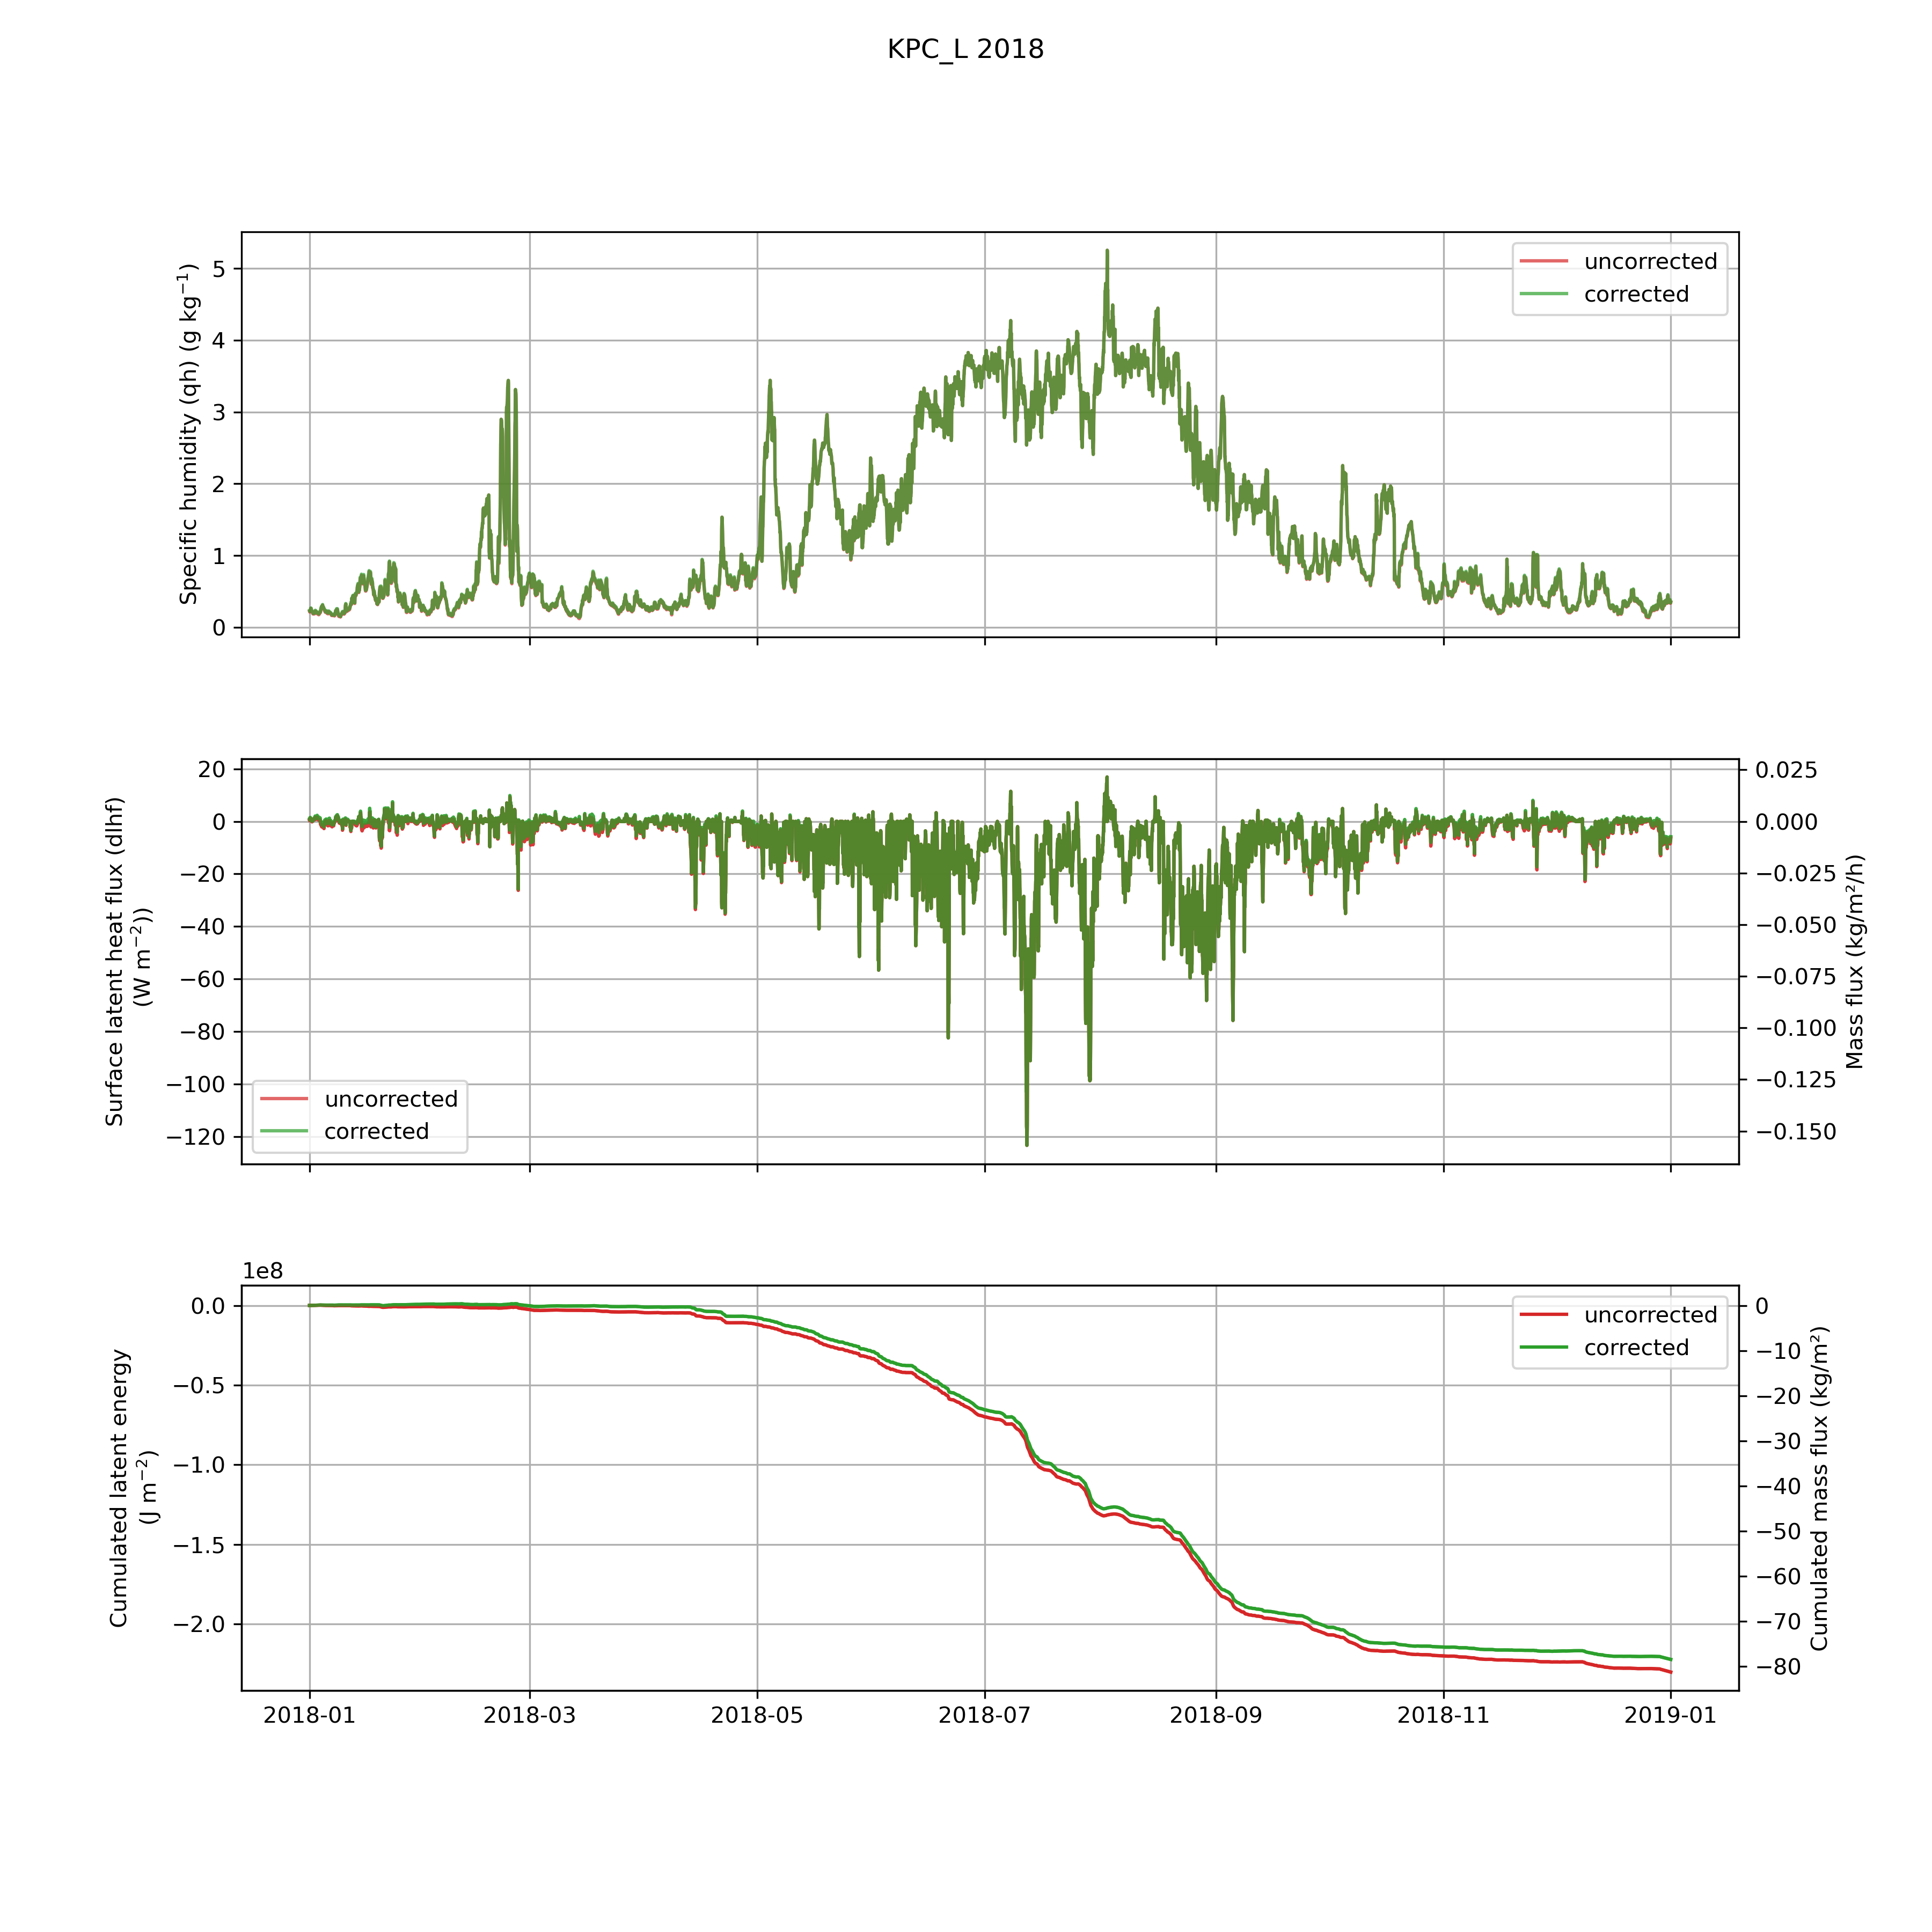 KPC_L 2018
Specific humidity (qh) (g kg⁻¹)
5
4
3
2
1
0
uncorrected
corrected
Surface latent heat flux (dlhf)
(W m⁻²))
20
0
−20
−40
−60
−80
−100
−120
uncorrected
corrected
0.025
0.000
−0.025
−0.050
−0.075
−0.100
−0.125
−0.150
Mass flux (kg/m²/h)
1e8
Cumulated latent energy
(J m⁻²)
0.0
−0.5
−1.0
−1.5
−2.0
uncorrected
corrected
0
−10
−20
−30
−40
−50
−60
−70
−80
Cumulated mass flux (kg/m²)
2018-01 2018-03 2018-05 2018-07 2018-09 2018-11 2019-01